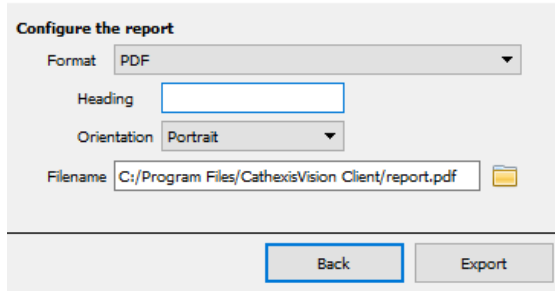 Configure the report
Format PDF
Heading
Orientation Portrait
Filename C:/Program Files/CathexisVision Client/report.pdf
Back Export